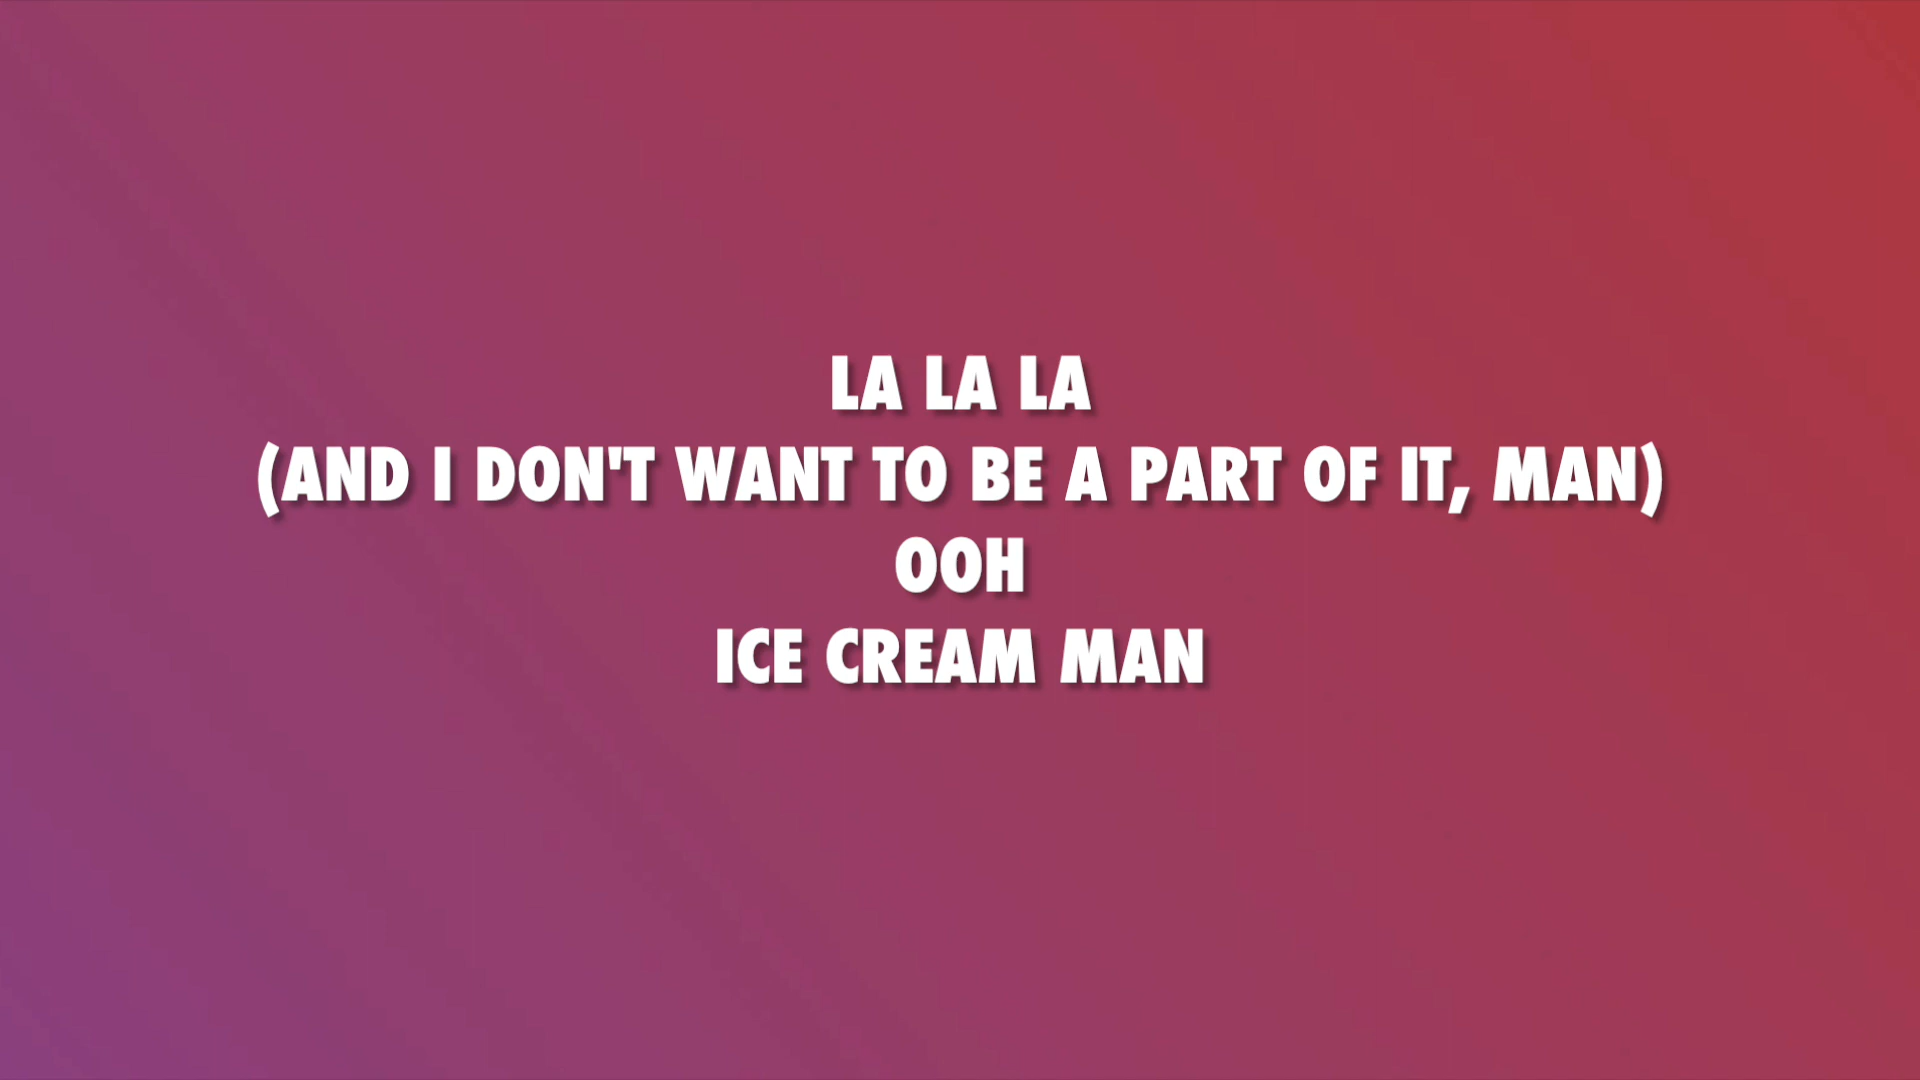 LA LA LA
(AND I DON'T WANT TO BE A PART OF IT, MAN)
OOH
ICE CREAM MAN